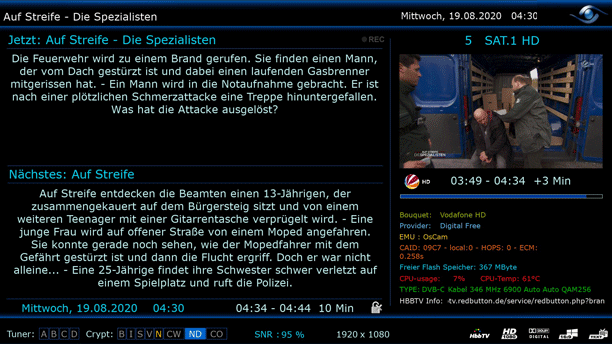 Auf Streife - Die Spezialisten
Mittwoch, 19.08.2020 04:30
Jetzt: Auf Streife - Die Spezialisten
REC
5 SAT.1 HD
Die Feuerwehr wird zu einem Brand gerufen. Sie finden einen Mann,
der vom Dach gestürzt ist und dabei einen laufenden Gasbrenner
mitgerissen hat. - Ein Mann wird in die Notaufnahme gebracht. Er ist
nach einer plötzlichen Schmerzattacke eine Treppe hinuntergefallen.
Was hat die Attacke ausgelöst?
AUF STREIFE
DIE SPEZIALISTEN
HD
03:49 - 04:34 +3 Min
Nächstes: Auf Streife
Auf Streife entdecken die Beamten einen 13-Jährigen, der
zusammengekauert auf dem Bürgersteig sitzt und von einem
weiteren Teenager mit einer Gitarrentasche verprügelt wird. - Eine
junge Frau wird auf offener Straße von einem Moped angefahren.
Sie konnte gerade noch sehen, wie der Mopedfahrer mit dem
Gefährt gestürzt ist und dann die Flucht ergriff. Doch er war nicht
alleine... - Eine 25-Jährige findet ihre Schwester schwer verletzt auf
einem Spielplatz und ruft die Polizei.
Bouquet: Vodafone HD
Provider: Digital Free
EMU : OsCam
CAID: 09C7 - local:0 - HOPS: 0 - ECM:
0.258s
Freier Flash Speicher: 367 MByte
CPU-usage: 7% CPU-Temp: 61°C
TYPE: DVB-C Kabel 346 MHz 6900 Auto Auto QAM256
HBBTV Info: -tv.redbutton.de/service/redbutton.php?bran
Mittwoch, 19.08.2020 04:30
04:34 - 04:44 10 Min
Tuner: A B C D Crypt: B I S V N CW ND CO SNR : 95 % 1920 x 1080
HbbTV
HD
1080
DOLBY
DIGITAL